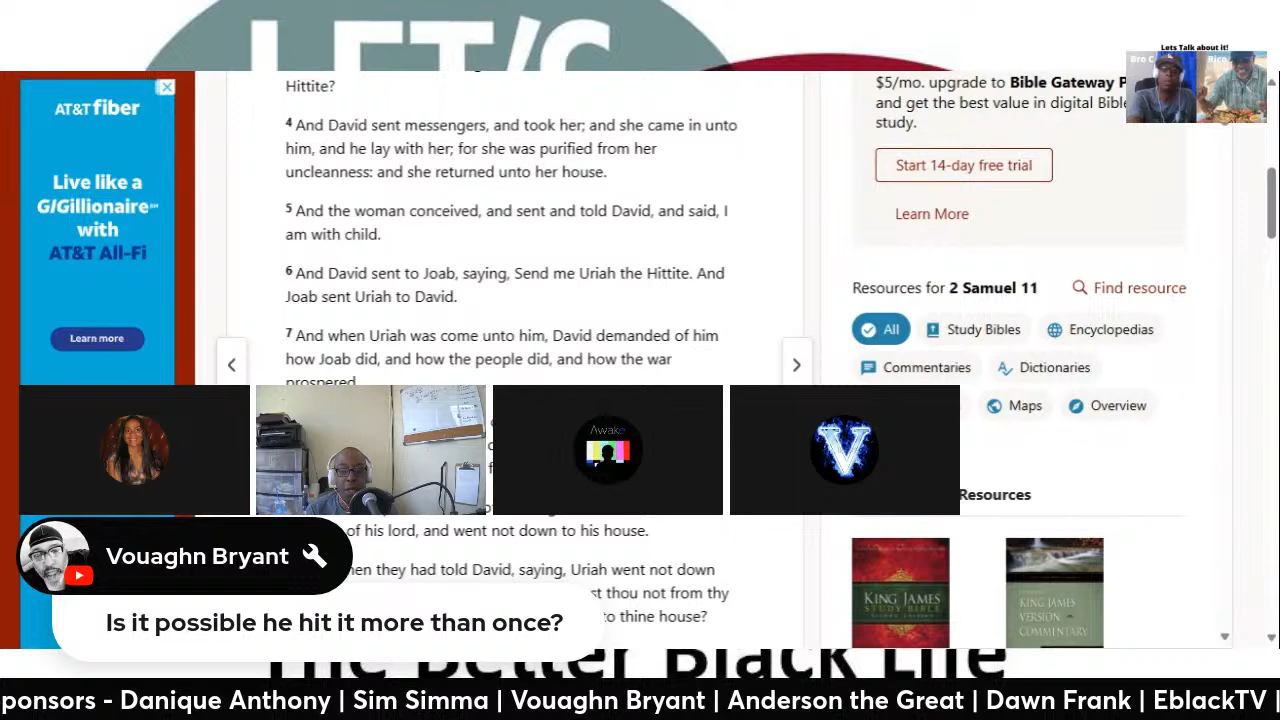 LET'S
Lets Talk about it!
Bro C
Rico
AT&T fiber
Live like a
GIGillionaire℠
with
AT&T All-Fi
Learn more
Hittite?
4 And David sent messengers, and took her; and she came in unto
him, and he lay with her; for she was purified from her
uncleanness: and she returned unto her house.
5 And the woman conceived, and sent and told David, and said, I
am with child.
6 And David sent to Joab, saying, Send me Uriah the Hittite. And
Joab sent Uriah to David.
7 And when Uriah was come unto him, David demanded of him
how Joab did, and how the people did, and how the war
prospered.
of his lord, and went not down to his house.
they had told David, saying, Uriah went not down
thou not from thy
to thine house?
$5/mo. upgrade to Bible Gateway P
and get the best value in digital Bible
study.
Start 14-day free trial
Learn More
Resources for 2 Samuel 11
Find resource
All
Study Bibles
Encyclopedias
Commentaries
Dictionaries
Maps
Overview
Resources
KING JAMES
STUDY BIBLE
KING JAMES
VERSION
COMMENTARY
Awake
V
Vouaghn Bryant
Is it possible he hit it more than once?
The Better Black Life
ponsors - Danique Anthony | Sim Simma | Vouaghn Bryant | Anderson the Great | Dawn Frank | EblackTV |